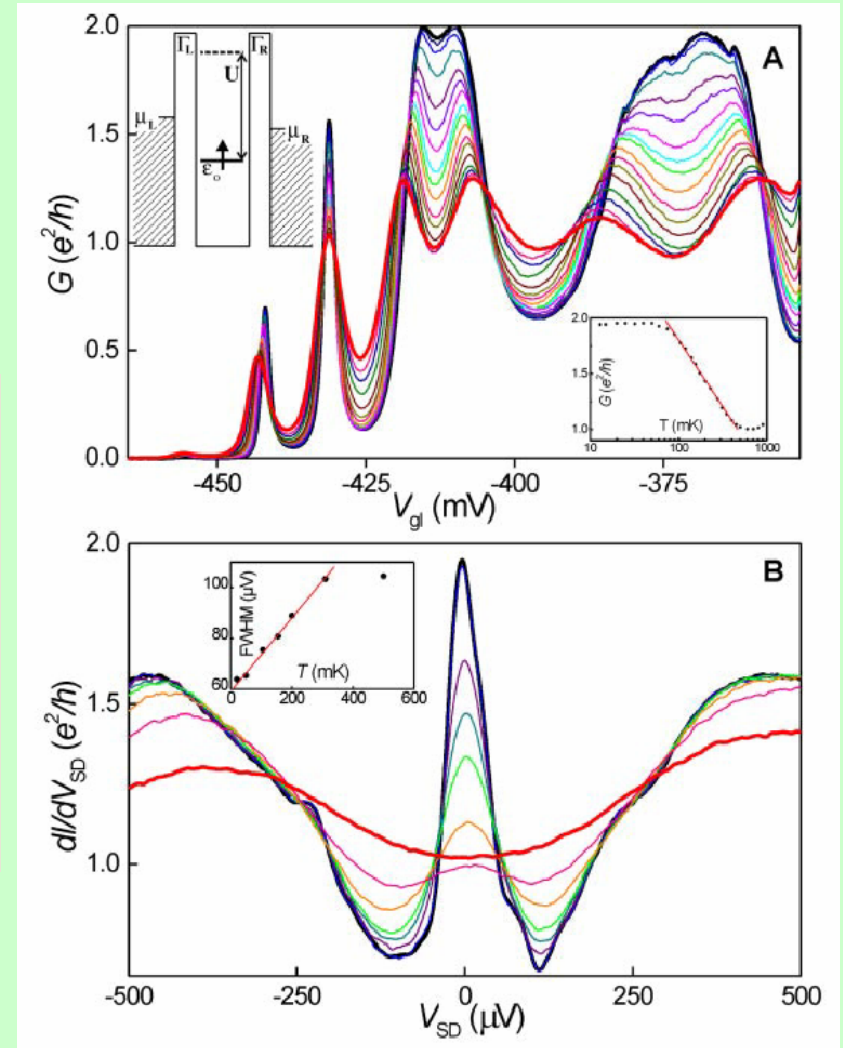 2.0
1.5
1.0
0.5
0.0
G (e²/h)
A
Γ_L
Γ_R
U
μ_L
μ_R
ε_o
2.0
1.5
1.0
G (e²/h)
10
100
1000
T (mK)
-450
-425
-400
-375
V_gl (mV)
2.0
1.5
1.0
dI/dV_SD (e²/h)
B
100
80
60
FWHM (μV)
T (mK)
0
200
400
600
-500
-250
0
250
500
V_SD (μV)